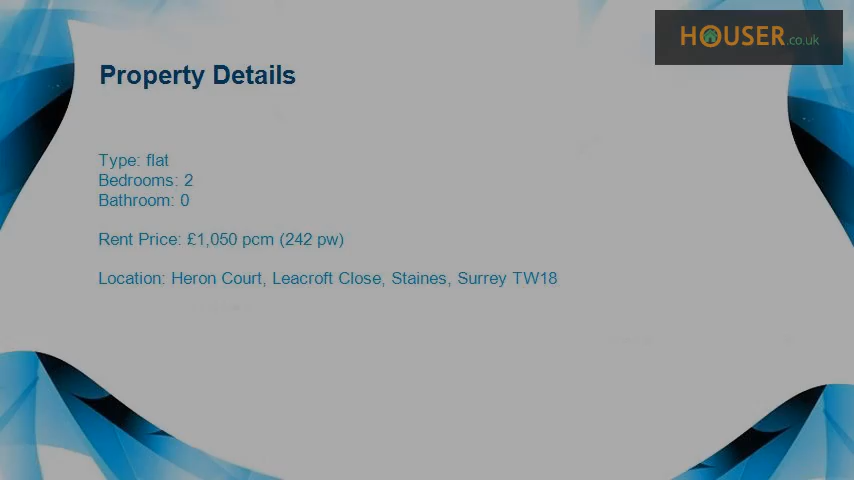 HOUSER.co.uk
Property Details
Type: flat
Bedrooms: 2
Bathroom: 0
Rent Price: £1,050 pcm (242 pw)
Location: Heron Court, Leacroft Close, Staines, Surrey TW18